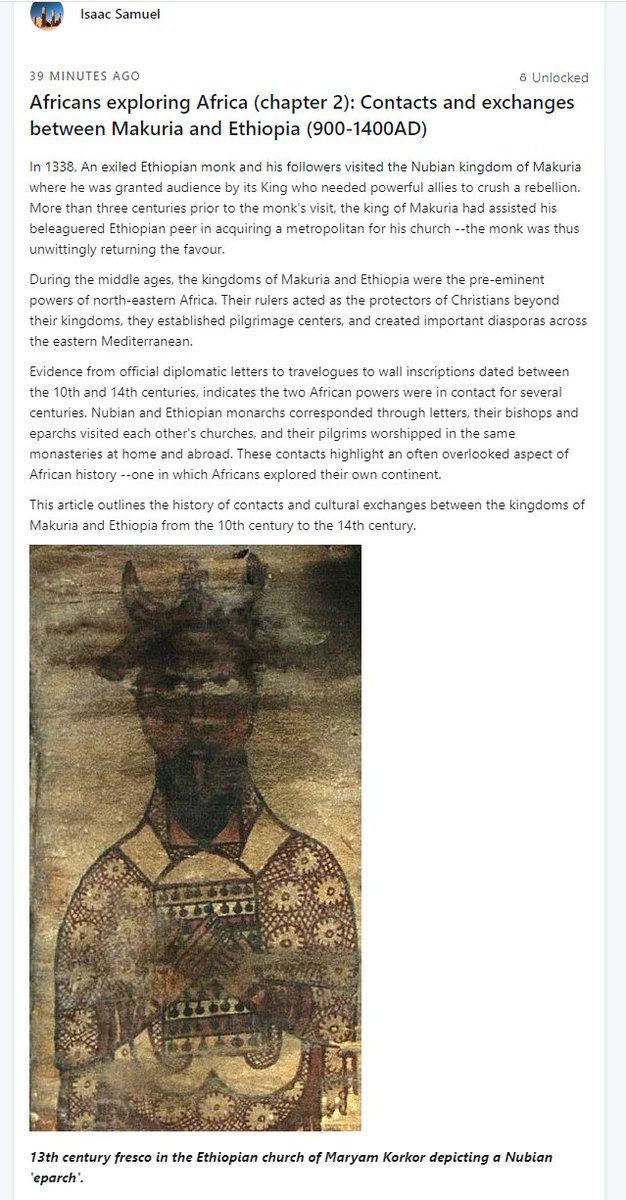 Isaac Samuel
39 MINUTES AGO
Unlocked
Africans exploring Africa (chapter 2): Contacts and exchanges
between Makuria and Ethiopia (900-1400AD)
In 1338, An exiled Ethiopian monk and his followers visited the Nubian kingdom of Makuria
where he was granted audience by its King who needed powerful allies to crush a rebellion.
More than three centuries prior to the monk's visit, the king of Makuria had assisted his
beleaguered Ethiopian peer in acquiring a metropolitan for his church --the monk was thus
unwittingly returning the favour.
During the middle ages, the kingdoms of Makuria and Ethiopia were the pre-eminent
powers of north-eastern Africa. Their rulers acted as the protectors of Christians beyond
their kingdoms, they established pilgrimage centers, and created important diasporas across
the eastern Mediterranean.
Evidence from official diplomatic letters to travelogues to wall inscriptions dated between
the 10th and 14th centuries, indicates the two African powers were in contact for several
centuries. Nubian and Ethiopian monarchs corresponded through letters, their bishops and
eparchs visited each other's churches, and their pilgrims worshipped in the same
monasteries at home and abroad. These contacts highlight an often overlooked aspect of
African history --one in which Africans explored their own continent.
This article outlines the history of contacts and cultural exchanges between the kingdoms of
Makuria and Ethiopia from the 10th century to the 14th century.
13th century fresco in the Ethiopian church of Maryam Korkor depicting a Nubian
'eparch'.